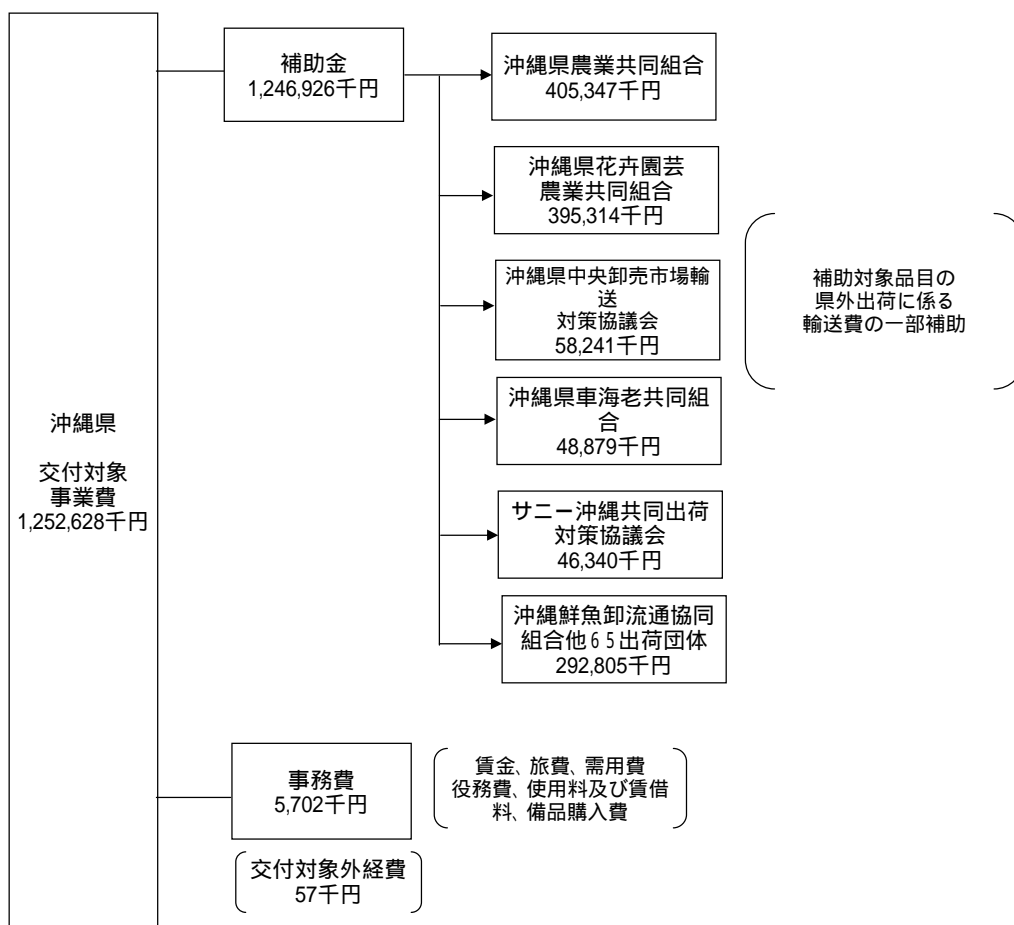 沖縄県
交付対象
事業費
1,252,628千円
補助金
1,246,926千円
沖縄県農業共同組合
405,347千円
沖縄県花卉園芸
農業共同組合
395,314千円
沖縄県中央卸売市場輸
送
対策協議会
58,241千円
沖縄県車海老共同組
合
48,879千円
サニー沖縄共同出荷
対策協議会
46,340千円
沖縄鮮魚卸流通協同
組合他65出荷団体
292,805千円
補助対象品目の
県外出荷に係る
輸送費の一部補助
事務費
5,702千円
賃金、旅費、需用費
役務費、使用料及び賃借
料、備品購入費
交付対象外経費
57千円